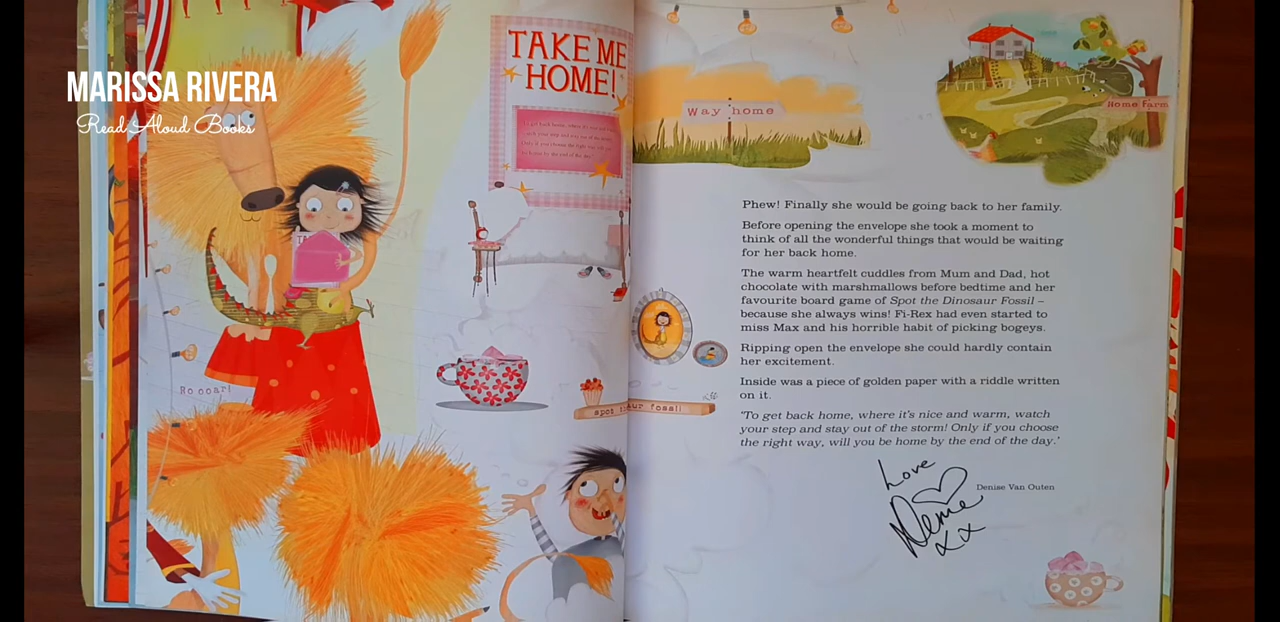 MARISSA RIVERA
Read Aloud Books
TAKE ME
HOME!
Ro ooar!
Way home
Home Farm
Phew! Finally she would be going back to her family.
Before opening the envelope she took a moment to
think of all the wonderful things that would be waiting
for her back home.
The warm heartfelt cuddles from Mum and Dad, hot
chocolate with marshmallows before bedtime and her
favourite board game of Spot the Dinosaur Fossil –
because she always wins! Fi-Rex had even started to
miss Max and his horrible habit of picking bogeys.
Ripping open the envelope she could hardly contain
her excitement.
Inside was a piece of golden paper with a riddle written
on it.
'To get back home, where it's nice and warm, watch
your step and stay out of the storm! Only if you choose
the right way, will you be home by the end of the day.'
Love
Denise Van Outen
xx